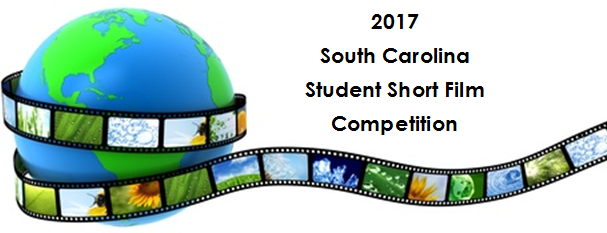 2017
South Carolina
Student Short Film
Competition